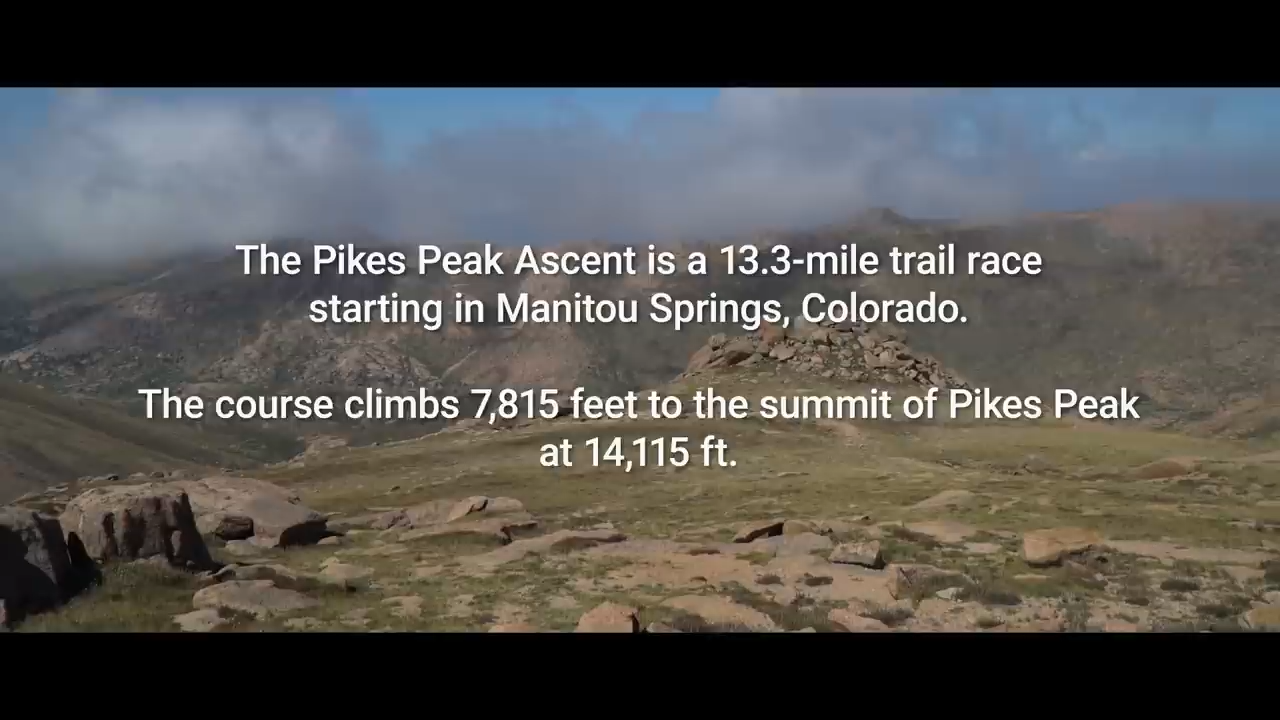 The Pikes Peak Ascent is a 13.3-mile trail race
starting in Manitou Springs, Colorado.
The course climbs 7,815 feet to the summit of Pikes Peak
at 14,115 ft.